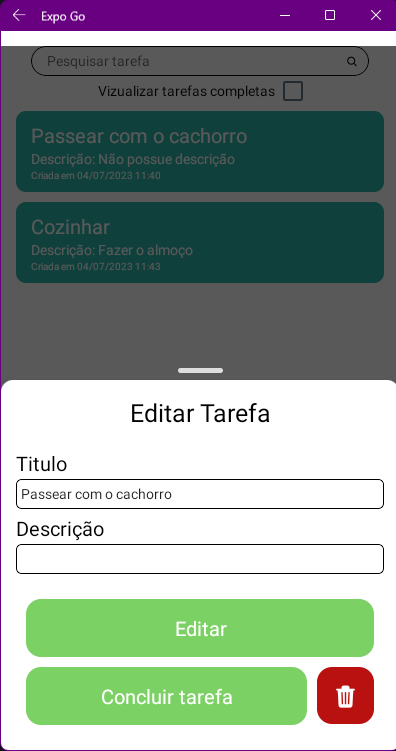 Expo Go
Pesquisar tarefa
Vizualizar tarefas completas
Passear com o cachorro
Descrição: Não possue descrição
Criada em 04/07/2023 11:40
Cozinhar
Descrição: Fazer o almoço
Criada em 04/07/2023 11:43
Editar Tarefa
Titulo
Passear com o cachorro
Descrição
Editar
Concluir tarefa